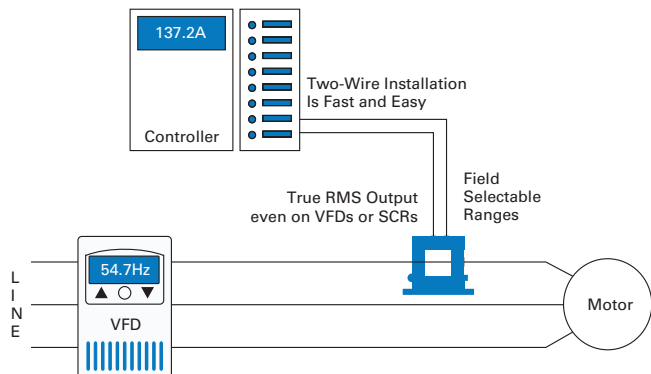 137.2A
Controller
Two-Wire Installation
Is Fast and Easy
True RMS Output
even on VFDs or SCRs
Field
Selectable
Ranges
L
I
N
E
54.7Hz
VFD
Motor